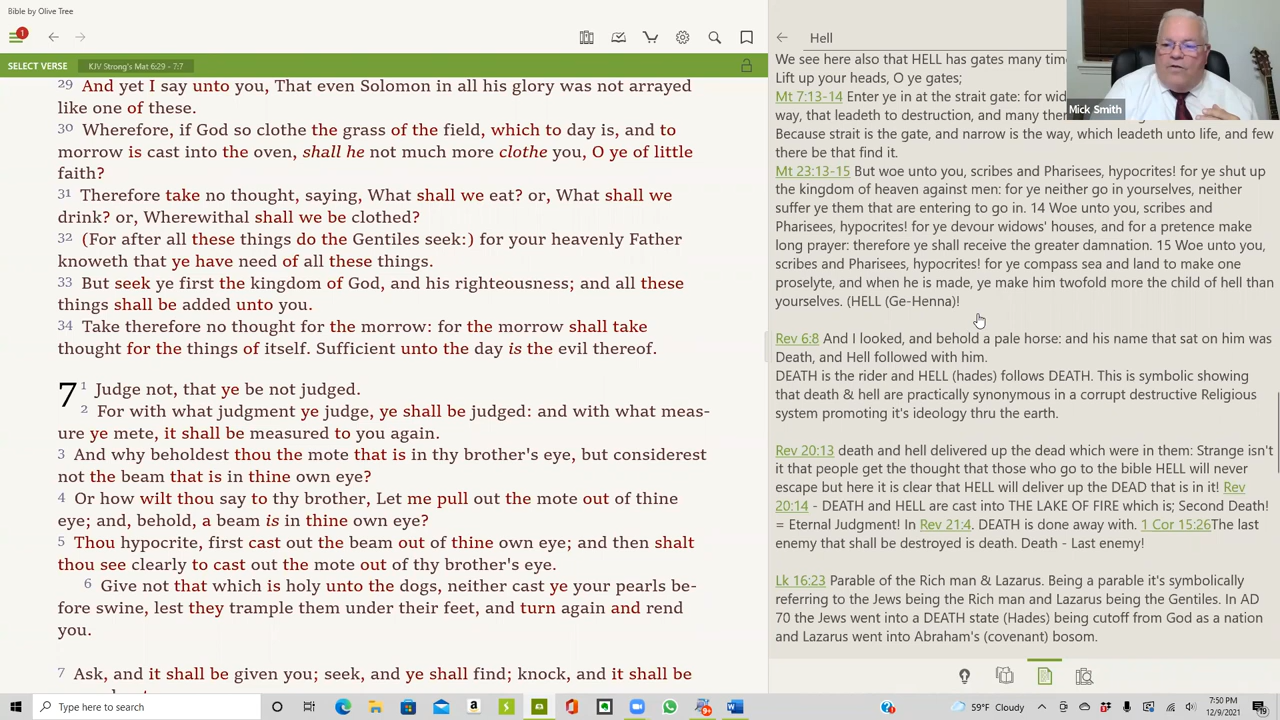 Bible by Olive Tree
1
SELECT VERSE
KJV Strong's Mat 6:29 - 7:7
29 And yet I say unto you, That even Solomon in all his glory was not arrayed
like one of these.
30 Wherefore, if God so clothe the grass of the field, which to day is, and to
morrow is cast into the oven, shall he not much more clothe you, O ye of little
faith?
31 Therefore take no thought, saying, What shall we eat? or, What shall we
drink? or, Wherewithal shall we be clothed?
32 (For after all these things do the Gentiles seek:) for your heavenly Father
knoweth that ye have need of all these things.
33 But seek ye first the kingdom of God, and his righteousness; and all these
things shall be added unto you.
34 Take therefore no thought for the morrow: for the morrow shall take
thought for the things of itself. Sufficient unto the day is the evil thereof.
7 1 Judge not, that ye be not judged.
2 For with what judgment ye judge, ye shall be judged: and with what meas-
ure ye mete, it shall be measured to you again.
3 And why beholdest thou the mote that is in thy brother's eye, but considerest
not the beam that is in thine own eye?
4 Or how wilt thou say to thy brother, Let me pull out the mote out of thine
eye; and, behold, a beam is in thine own eye?
5 Thou hypocrite, first cast out the beam out of thine own eye; and then shalt
thou see clearly to cast out the mote out of thy brother's eye.
6 Give not that which is holy unto the dogs, neither cast ye your pearls be-
fore swine, lest they trample them under their feet, and turn again and rend
you.
7 Ask, and it shall be given you; seek, and ye shall find; knock, and it shall be
Hell
We see here also that HELL has gates many
Lift up your heads, O ye gates;
Mt 7:13-14 Enter ye in at the strait gate: for
way, that leadeth to destruction, and many
Because strait is the gate, and narrow is the way, which leadeth unto life, and few
there be that find it.
Mt 23:13-15 But woe unto you, scribes and Pharisees, hypocrites! for ye shut up
the kingdom of heaven against men: for ye neither go in yourselves, neither
suffer ye them that are entering to go in. 14 Woe unto you, scribes and
Pharisees, hypocrites! for ye devour widows' houses, and for a pretence make
long prayer: therefore ye shall receive the greater damnation. 15 Woe unto you,
scribes and Pharisees, hypocrites! for ye compass sea and land to make one
proselyte, and when he is made, ye make him twofold more the child of hell than
yourselves. (HELL (Ge-Henna)!
Rev 6:8 And I looked, and behold a pale horse: and his name that sat on him was
Death, and Hell followed with him.
DEATH is the rider and HELL (hades) follows DEATH. This is symbolic showing
that death & hell are practically synonymous in a corrupt destructive Religious
system promoting it's ideology thru the earth.
Rev 20:13 death and hell delivered up the dead which were in them: Strange isn't
it that people get the thought that those who go to the bible HELL will never
escape but here it is clear that HELL will deliver up the DEAD that is in it! Rev
20:14 - DEATH and HELL are cast into THE LAKE OF FIRE which is; Second Death!
= Eternal Judgment! In Rev 21:4. DEATH is done away with. 1 Cor 15:26The last
enemy that shall be destroyed is death. Death - Last enemy!
Lk 16:23 Parable of the Rich man & Lazarus. Being a parable it's symbolically
referring to the Jews being the Rich man and Lazarus being the Gentiles. In AD
70 the Jews went into a DEATH state (Hades) being cutoff from God as a nation
and Lazarus went into Abraham's (covenant) bosom.
Mick Smith
Type here to search
59°F Cloudy
7:50 PM
12/9/2021